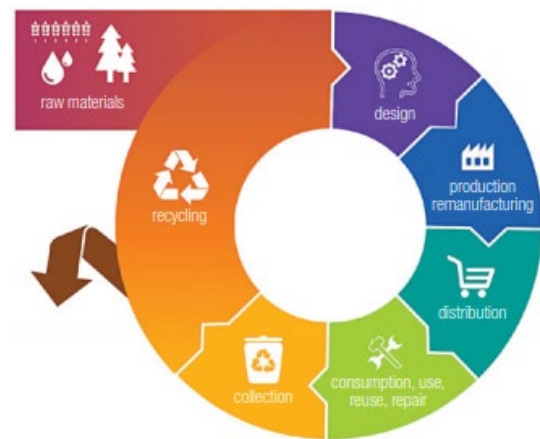 raw materials
design
production
remanufacturing
distribution
consumption, use,
reuse, repair
collection
recycling